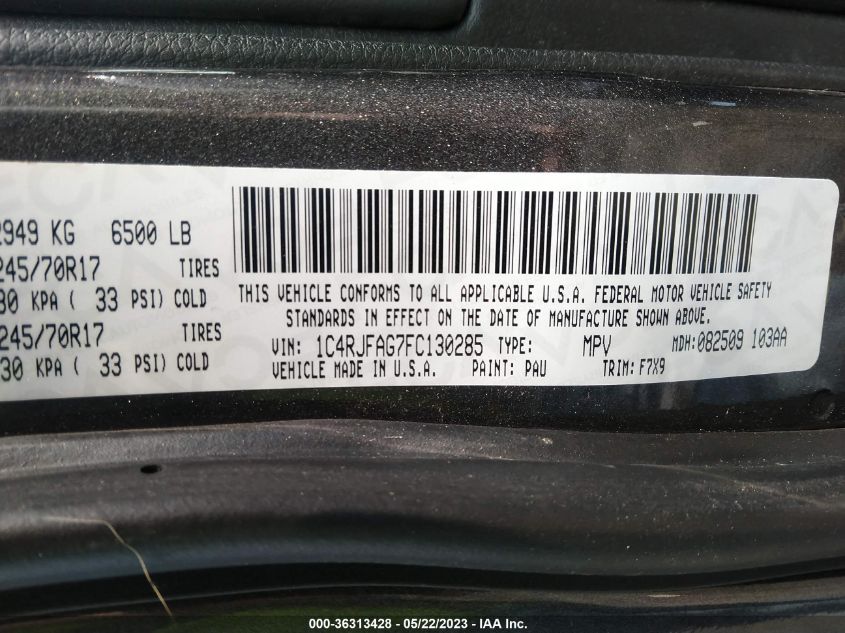 2949 KG 6500 LB
245/70R17 TIRES
30 KPA ( 33 PSI) COLD
245/70R17 TIRES
30 KPA ( 33 PSI) COLD
THIS VEHICLE CONFORMS TO ALL APPLICABLE U.S.A. FEDERAL MOTOR VEHICLE SAFETY
STANDARDS IN EFFECT ON THE DATE OF MANUFACTURE SHOWN ABOVE.
VIN: 1C4RJFAG7FC130285 TYPE: MPV MDH:082509 103AA
VEHICLE MADE IN U.S.A. PAINT: PAU TRIM: F7X9
000-36313428 - 05/22/2023 - IAA Inc.